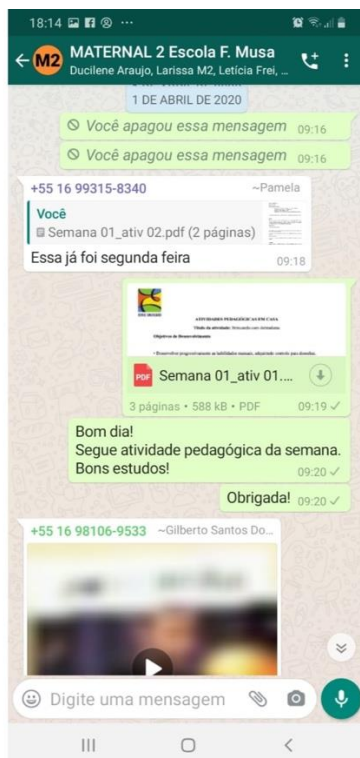 18:14
M2
MATERNAL 2 Escola F. Musa
Ducilene Araujo, Larissa M2, Letícia Frei, ...
1 DE ABRIL DE 2020
Você apagou essa mensagem 09:16
Você apagou essa mensagem 09:16
+55 16 99315-8340 ~Pamela
Você
Semana 01_ativ 02.pdf (2 páginas)
Essa já foi segunda feira 09:18
ATIVIDADES PEDAGÓGICAS EM CASA
PDF Semana 01_ativ 01....
3 páginas • 588 kB • PDF 09:19
Bom dia!
Segue atividade pedagógica da semana.
Bons estudos! 09:20
Obrigada! 09:20
+55 16 98106-9533 ~Gilberto Santos Do...
Digite uma mensagem